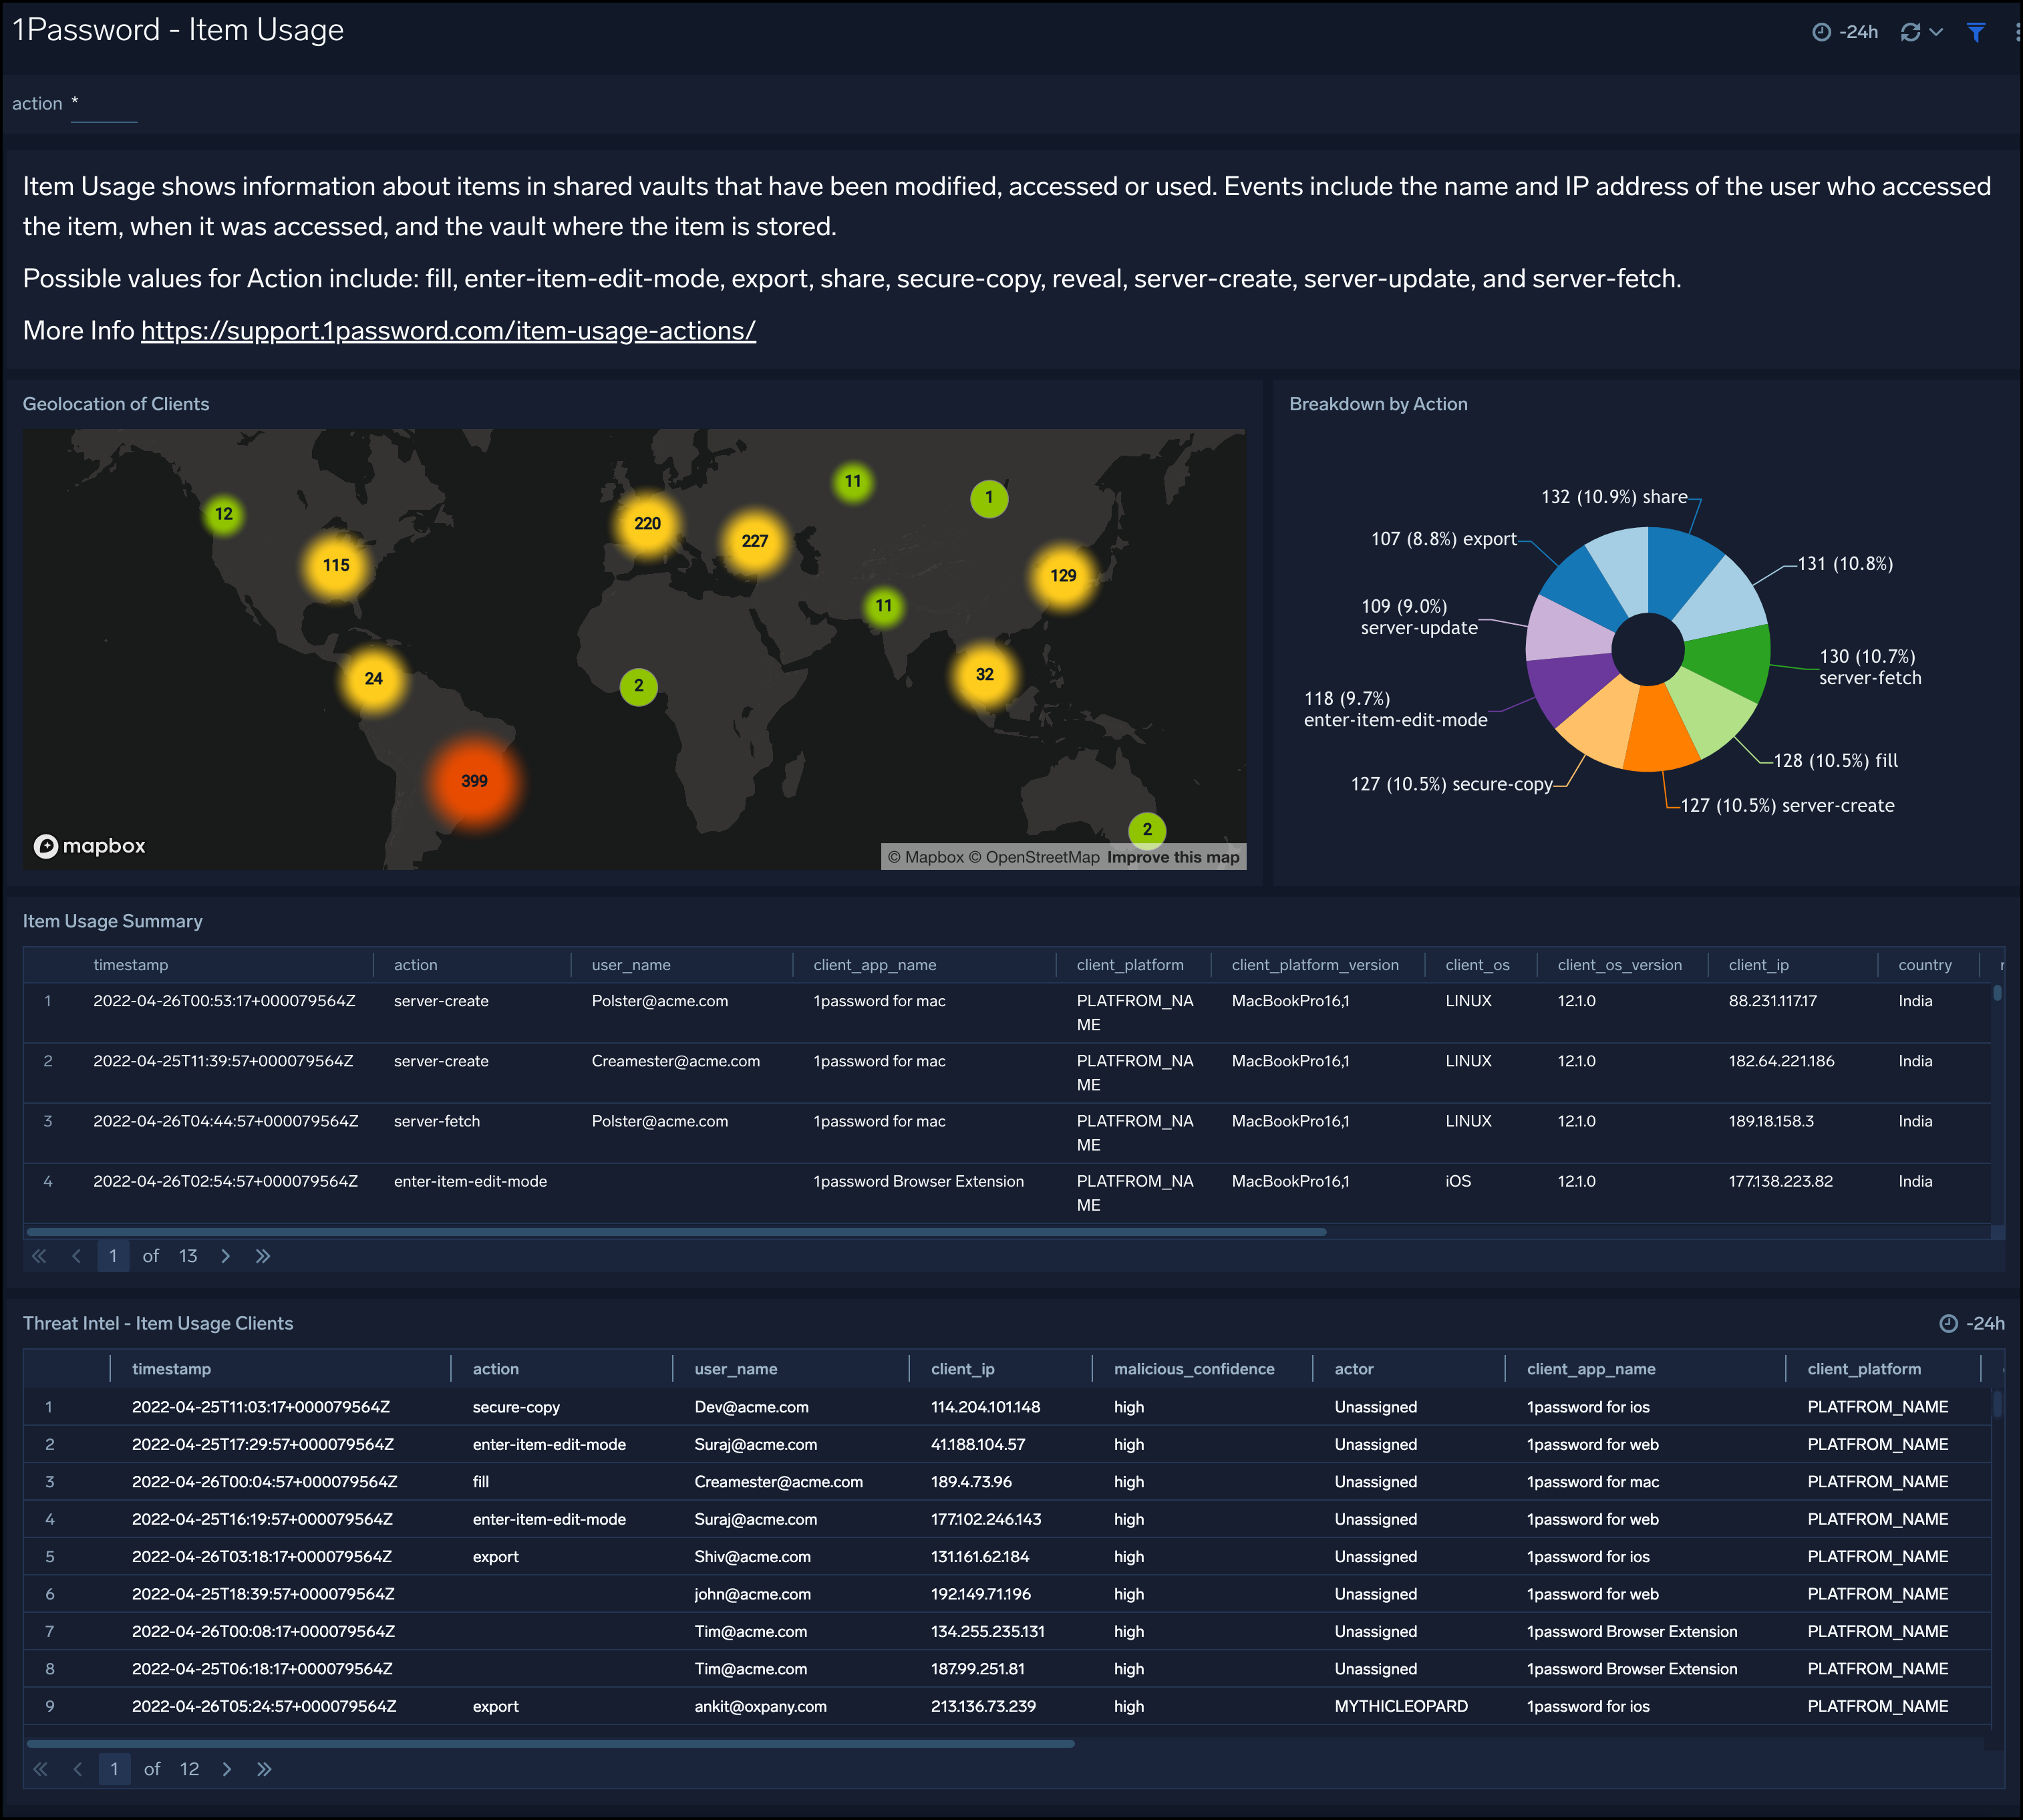 1Password - Item Usage
-24h
action *
Item Usage shows information about items in shared vaults that have been modified, accessed or used. Events include the name and IP address of the user who accessed
the item, when it was accessed, and the vault where the item is stored.
Possible values for Action include: fill, enter-item-edit-mode, export, share, secure-copy, reveal, server-create, server-update, and server-fetch.
More Info https://support.1password.com/item-usage-actions/
Geolocation of Clients
12
115
24
399
220
227
2
11
1
11
129
32
2
mapbox
© Mapbox © OpenStreetMap Improve this map
Breakdown by Action
132 (10.9%) share
107 (8.8%) export
131 (10.8%)
109 (9.0%)
server-update
130 (10.7%)
server-fetch
118 (9.7%)
enter-item-edit-mode
128 (10.5%) fill
127 (10.5%) secure-copy
127 (10.5%) server-create
Item Usage Summary
timestamp action user_name client_app_name client_platform client_platform_version client_os client_os_version client_ip country
1 2022-04-26T00:53:17+000079564Z server-create Polster@acme.com 1password for mac PLATFROM_NA MacBookPro16,1 LINUX 12.1.0 88.231.117.17 India
ME
2 2022-04-25T11:39:57+000079564Z server-create Creamester@acme.com 1password for mac PLATFROM_NA MacBookPro16,1 LINUX 12.1.0 182.64.221.186 India
ME
3 2022-04-26T04:44:57+000079564Z server-fetch Polster@acme.com 1password for mac PLATFROM_NA MacBookPro16,1 LINUX 12.1.0 189.18.158.3 India
ME
4 2022-04-26T02:54:57+000079564Z enter-item-edit-mode 1password Browser Extension PLATFROM_NA MacBookPro16,1 iOS 12.1.0 177.138.223.82 India
ME
1 of 13
Threat Intel - Item Usage Clients
-24h
timestamp action user_name client_ip malicious_confidence actor client_app_name client_platform
1 2022-04-25T11:03:17+000079564Z secure-copy Dev@acme.com 114.204.101.148 high Unassigned 1password for ios PLATFROM_NAME
2 2022-04-25T17:29:57+000079564Z enter-item-edit-mode Suraj@acme.com 41.188.104.57 high Unassigned 1password for web PLATFROM_NAME
3 2022-04-26T00:04:57+000079564Z fill Creamester@acme.com 189.4.73.96 high Unassigned 1password for mac PLATFROM_NAME
4 2022-04-25T16:19:57+000079564Z enter-item-edit-mode Suraj@acme.com 177.102.246.143 high Unassigned 1password for web PLATFROM_NAME
5 2022-04-26T03:18:17+000079564Z export Shiv@acme.com 131.161.62.184 high Unassigned 1password for ios PLATFROM_NAME
6 2022-04-25T18:39:57+000079564Z john@acme.com 192.149.71.196 high Unassigned 1password for web PLATFROM_NAME
7 2022-04-26T00:08:17+000079564Z Tim@acme.com 134.255.235.131 high Unassigned 1password Browser Extension PLATFROM_NAME
8 2022-04-25T06:18:17+000079564Z Tim@acme.com 187.99.251.81 high Unassigned 1password Browser Extension PLATFROM_NAME
9 2022-04-26T05:24:57+000079564Z export ankit@oxpany.com 213.136.73.239 high MYTHICLEOPARD 1password for ios PLATFROM_NAME
1 of 12